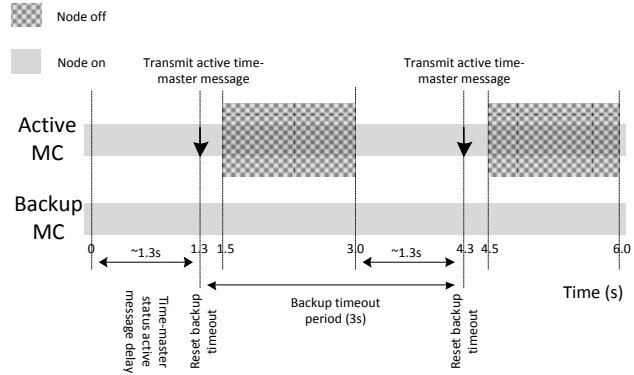 Node off
Node on
Transmit active time-
master message
Transmit active time-
master message
Active
MC
Backup
MC
0
1.3
1.5
3.0
4.3
4.5
6.0
~1.3s
~1.3s
Time (s)
Backup timeout
period (3s)
Time-master
status active
message delay
Reset backup
timeout
Reset backup
timeout